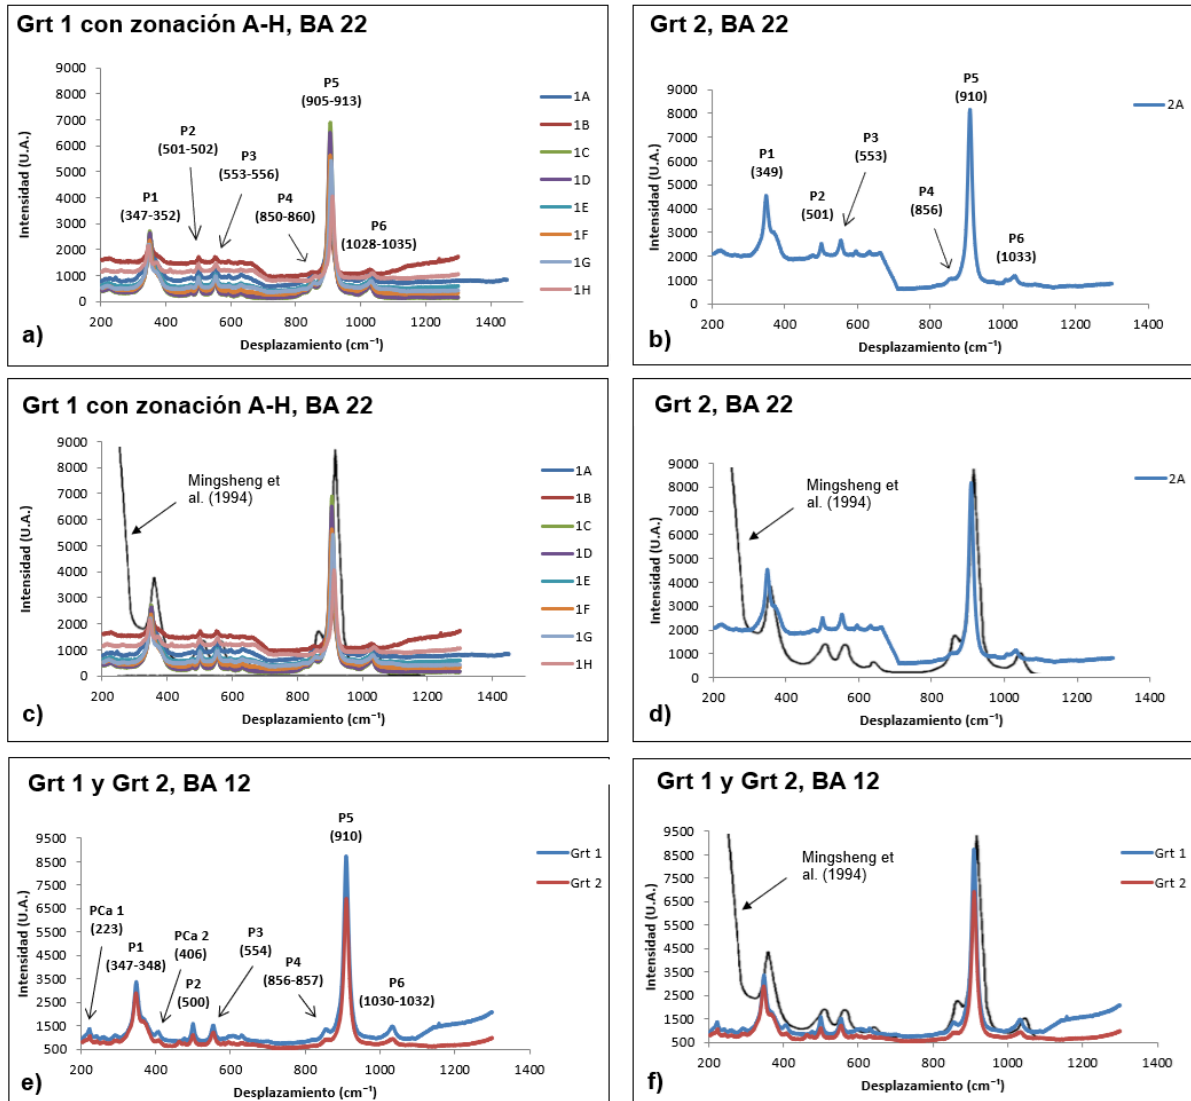 Grt 1 con zonación A-H, BA 22
Intensidad (U.A.)
9000
8000
7000
6000
5000
4000
3000
2000
1000
0
P1
(347-352)
P2
(501-502)
P3
(553-556)
P4
(850-860)
P5
(905-913)
P6
(1028-1035)
1A
1B
1C
1D
1E
1F
1G
1H
200 400 600 800 1000 1200 1400
Desplazamiento (cm⁻¹)
a)
Grt 2, BA 22
Intensidad (U.A.)
9000
8000
7000
6000
5000
4000
3000
2000
1000
0
P1
(349)
P2
(501)
P3
(553)
P4
(856)
P5
(910)
P6
(1033)
2A
200 400 600 800 1000 1200 1400
Desplazamiento (cm⁻¹)
b)
Grt 1 con zonación A-H, BA 22
Intensidad (U.A.)
9000
8000
7000
6000
5000
4000
3000
2000
1000
0
Mingsheng et
al. (1994)
1A
1B
1C
1D
1E
1F
1G
1H
200 400 600 800 1000 1200 1400
Desplazamiento (cm⁻¹)
c)
Grt 2, BA 22
Intensidad (U.A.)
9000
8000
7000
6000
5000
4000
3000
2000
1000
0
Mingsheng et
al. (1994)
2A
200 400 600 800 1000 1200 1400
Desplazamiento (cm⁻¹)
d)
Grt 1 y Grt 2, BA 12
Intensidad (U.A.)
9500
8500
7500
6500
5500
4500
3500
2500
1500
500
PCa 1
(223)
P1
(347-348)
PCa 2
(406)
P2
(500)
P3
(554)
P4
(856-857)
P5
(910)
P6
(1030-1032)
Grt 1
Grt 2
200 400 600 800 1000 1200 1400
Desplazamiento (cm⁻¹)
e)
Grt 1 y Grt 2, BA 12
Intensidad (U.A.)
9500
8500
7500
6500
5500
4500
3500
2500
1500
500
Mingsheng et
al. (1994)
Grt 1
Grt 2
200 400 600 800 1000 1200 1400
Desplazamiento (cm⁻¹)
f)